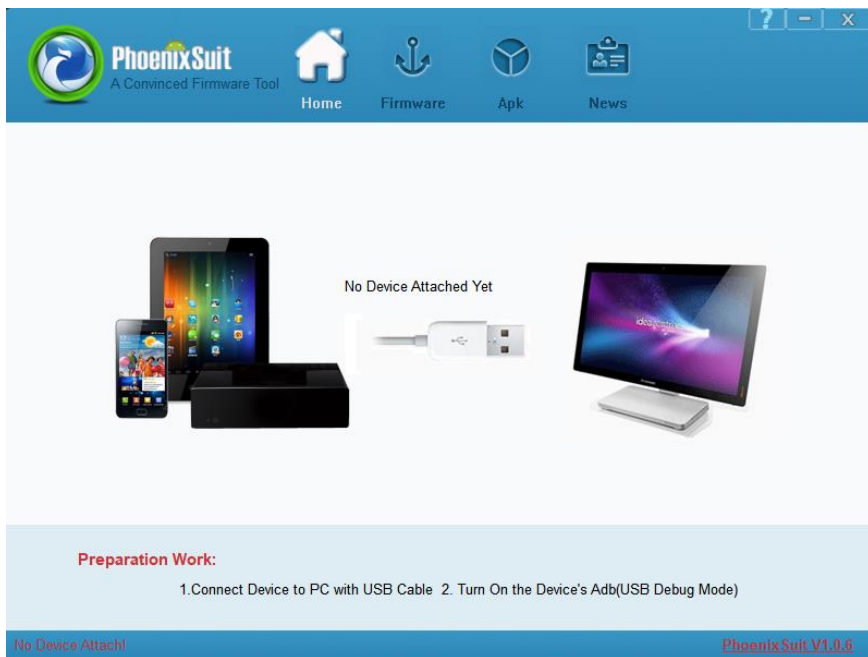 ? – X
PhoenixSuit
A Convinced Firmware Tool
Home Firmware Apk News
No Device Attached Yet
Preparation Work:
1.Connect Device to PC with USB Cable 2. Turn On the Device's Adb(USB Debug Mode)
No Device Attach!
PhoenixSuit V1.0.6